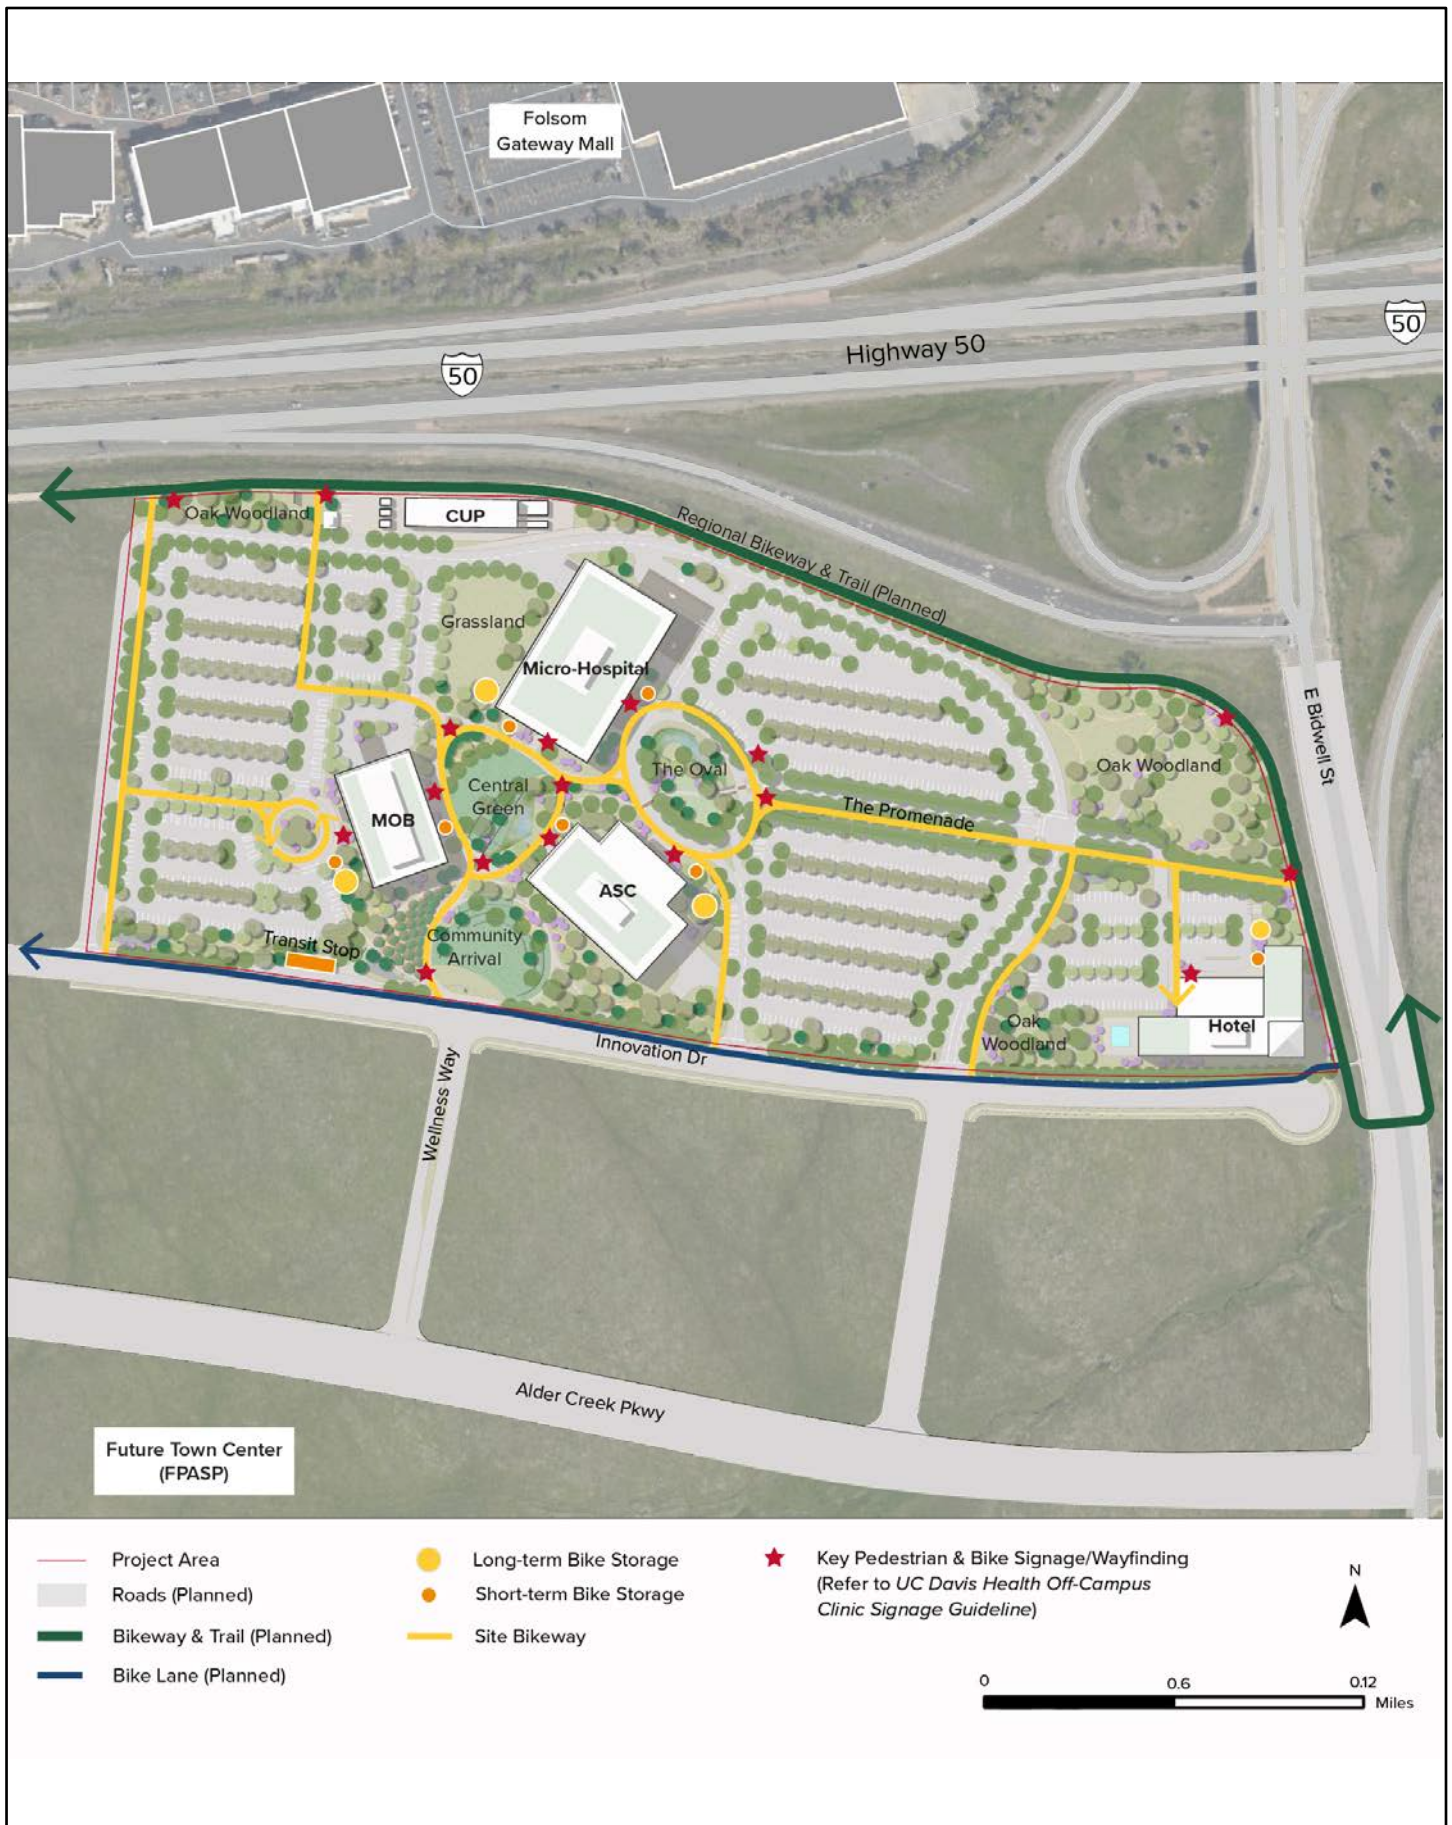 Folsom
Gateway Mall
50
Highway 50
50
Oak Woodland
CUP
Regional Bikeway & Trail (Planned)
Grassland
Micro-Hospital
E Bidwell St
The Oval
Oak Woodland
Central
Green
The Promenade
MOB
ASC
Transit Stop
Community
Arrival
Oak
Woodland
Hotel
Innovation Dr
Wellness Way
Alder Creek Pkwy
Future Town Center
(FPASP)
Project Area
Roads (Planned)
Bikeway & Trail (Planned)
Bike Lane (Planned)
Long-term Bike Storage
Short-term Bike Storage
Site Bikeway
Key Pedestrian & Bike Signage/Wayfinding
(Refer to UC Davis Health Off-Campus
Clinic Signage Guideline)
N
0 0.6 0.12
Miles